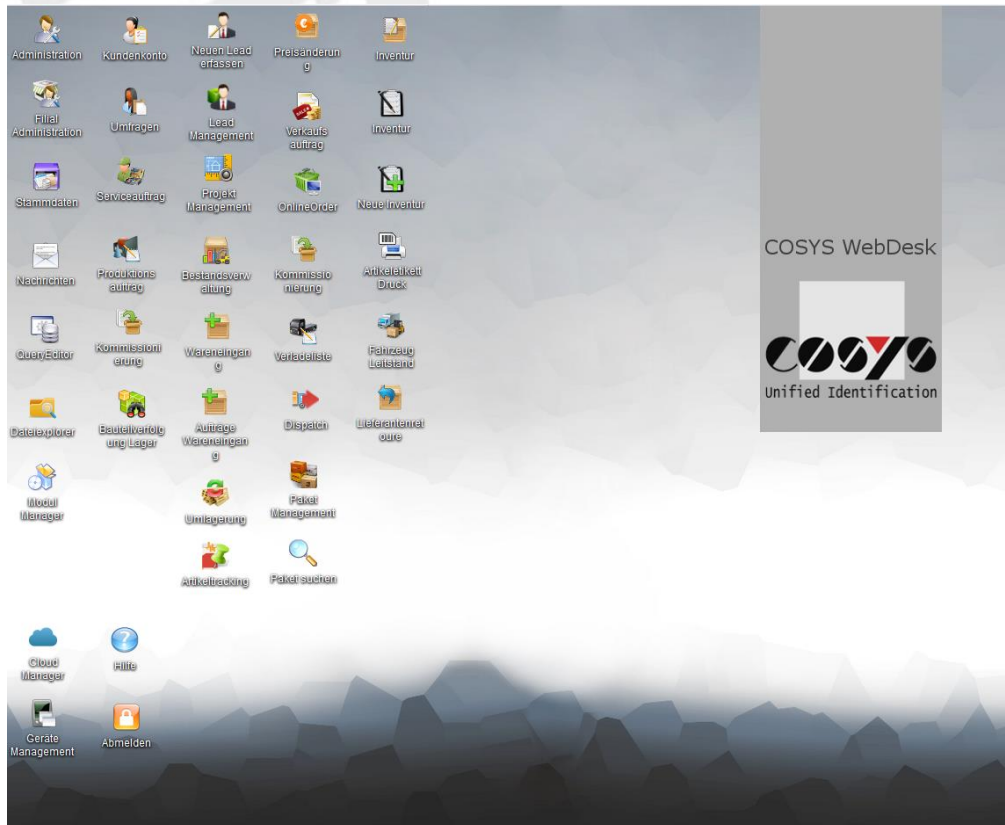 Administration
Kundenkonto
Neuen Lead
erfassen
Preisänderun
g
Inventur
Filial
Administration
Umfragen
Lead
Management
Verkaufs
auftrag
Inventur
Stammdaten
Serviceauftrag
Projekt
Management
OnlineOrder
Neue Inventur
Nachrichten
Produktions
auftrag
Bestandsverw
altung
Kommissio
nierung
Artikeletikett
Druck
QueryEditor
Kommissioni
erung
Wareneingan
g
Verladeliste
Fahrzeug
Leitstand
Dateiexplorer
Bauteilverfolg
ung Lager
Aufträge
Wareneingan
g
Dispatch
Lieferantenret
oure
Modul
Manager
Umlagerung
Paket
Management
Artikeltracking
Paket suchen
Cloud
Manager
Hilfe
Geräte
Management
Abmelden
COSYS WebDesk
COSYS
Unified Identification